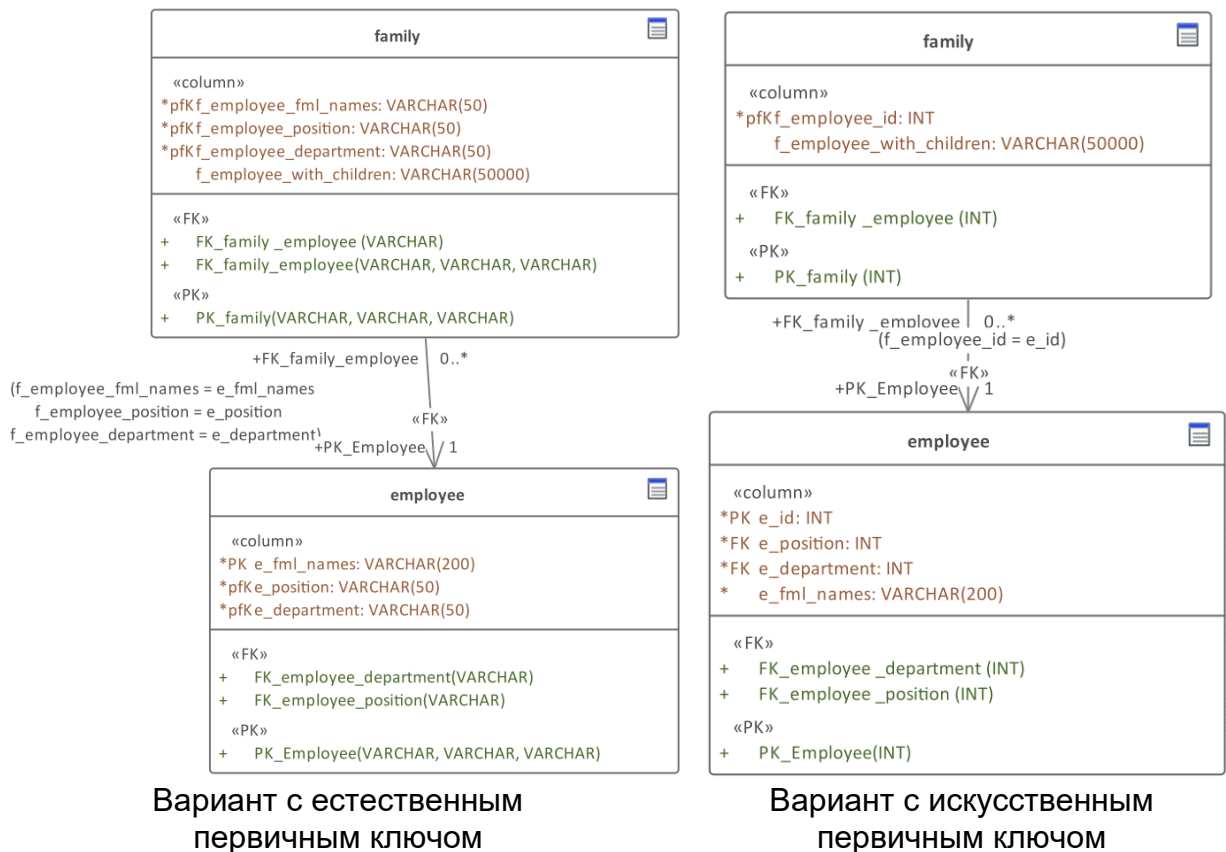 family
«column»
*pfK f_employee_fml_names: VARCHAR(50)
*pfK f_employee_position: VARCHAR(50)
*pfK f_employee_department: VARCHAR(50)
f_employee_with_children: VARCHAR(50000)
«FK»
+ FK_family _employee (VARCHAR)
+ FK_family_employee(VARCHAR, VARCHAR, VARCHAR)
«PK»
+ PK_family(VARCHAR, VARCHAR, VARCHAR)
+FK_family_employee 0..*
(f_employee_fml_names = e_fml_names
f_employee_position = e_position
f_employee_department = e_department)
«FK»
+PK_Employee 1
employee
«column»
*PK e_fml_names: VARCHAR(200)
*pfK e_position: VARCHAR(50)
*pfK e_department: VARCHAR(50)
«FK»
+ FK_employee_department(VARCHAR)
+ FK_employee_position(VARCHAR)
«PK»
+ PK_Employee(VARCHAR, VARCHAR, VARCHAR)
Вариант с естественным
первичным ключом
family
«column»
*pfK f_employee_id: INT
f_employee_with_children: VARCHAR(50000)
«FK»
+ FK_family _employee (INT)
«PK»
+ PK_family (INT)
+FK_family _employee 0..*
(f_employee_id = e_id)
«FK»
+PK_Employee 1
employee
«column»
*PK e_id: INT
*FK e_position: INT
*FK e_department: INT
* e_fml_names: VARCHAR(200)
«FK»
+ FK_employee _department (INT)
+ FK_employee _position (INT)
«PK»
+ PK_Employee(INT)
Вариант с искусственным
первичным ключом